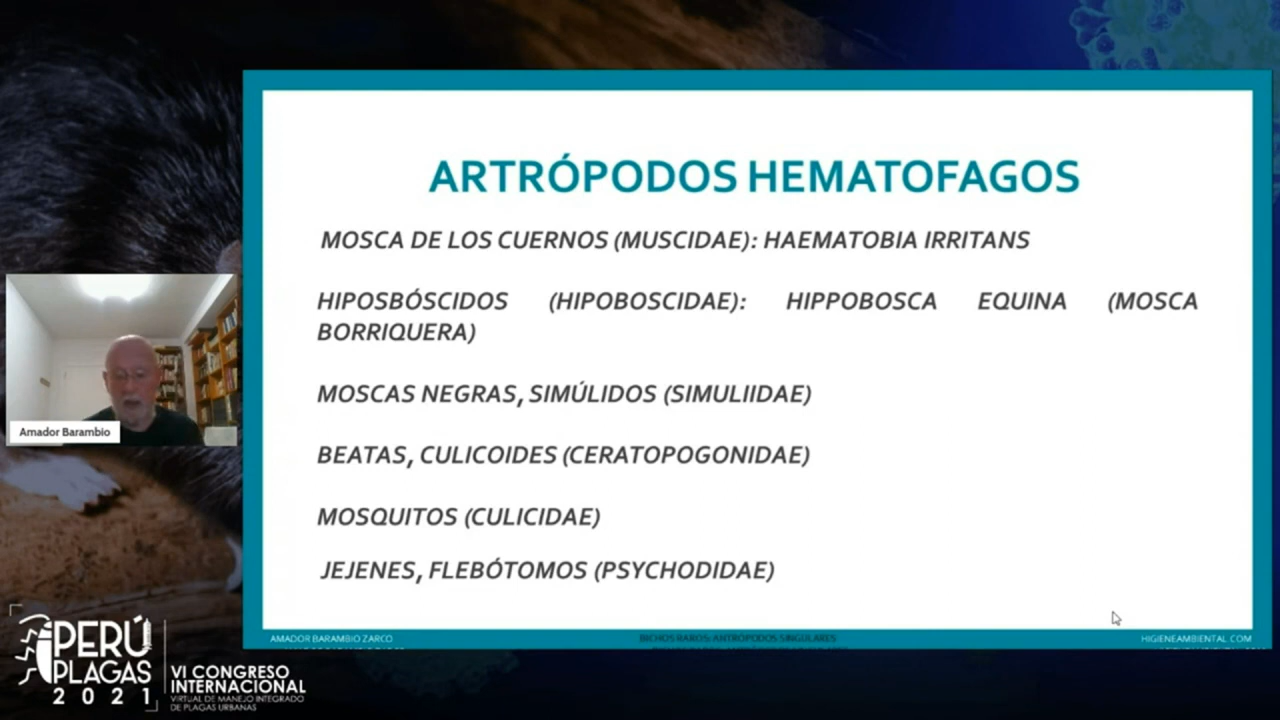 ARTRÓPODOS HEMATOFAGOS
MOSCA DE LOS CUERNOS (MUSCIDAE): HAEMATOBIA IRRITANS
HIPOSBÓSCIDOS (HIPOBOSCIDAE): HIPPOBOSCA EQUINA (MOSCA
BORRIQUERA)
MOSCAS NEGRAS, SIMÚLIDOS (SIMULIIDAE)
BEATAS, CULICOIDES (CERATOPOGONIDAE)
MOSQUITOS (CULICIDAE)
JEJENES, FLEBÓTOMOS (PSYCHODIDAE)
AMADOR BARAMBIO ZARCO
BICHOS RAROS: ANTRÓPODOS SINGULARES
HIGIENEAMBIENTAL.COM
Amador Barambio
PERÚ
PLAGAS
2021
VI CONGRESO
INTERNACIONAL
VIRTUAL DE MANEJO INTEGRADO
DE PLAGAS URBANAS